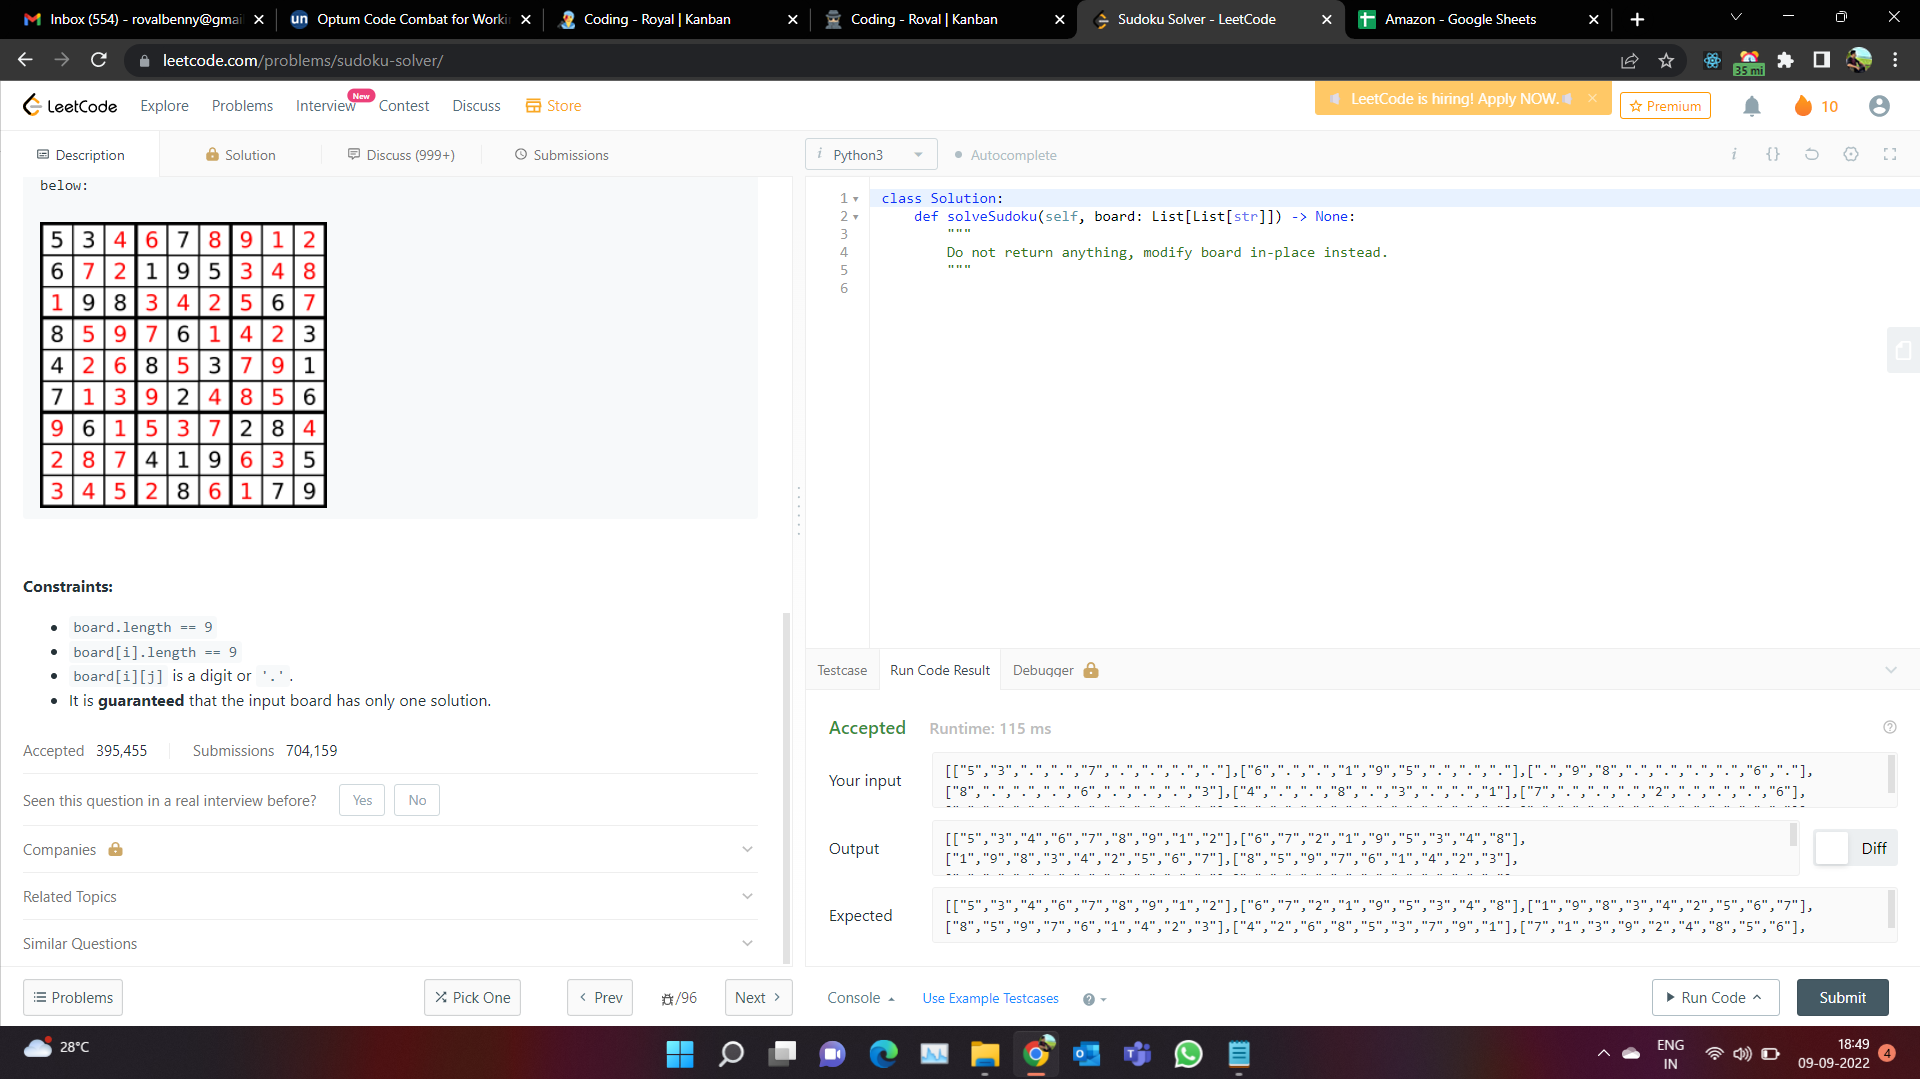 Inbox (554) - rovalbenny@gmai
Optum Code Combat for Worki
Coding - Royal | Kanban
Coding - Roval | Kanban
Sudoku Solver - LeetCode
Amazon - Google Sheets
leetcode.com/problems/sudoku-solver/
35 mi
LeetCode
Explore
Problems
Interview
New
Contest
Discuss
Store
LeetCode is hiring! Apply NOW.
Premium
10
Description
Solution
Discuss (999+)
Submissions
Python3
Autocomplete
below:
5 3 4 6 7 8 9 1 2
6 7 2 1 9 5 3 4 8
1 9 8 3 4 2 5 6 7
8 5 9 7 6 1 4 2 3
4 2 6 8 5 3 7 9 1
7 1 3 9 2 4 8 5 6
9 6 1 5 3 7 2 8 4
2 8 7 4 1 9 6 3 5
3 4 5 2 8 6 1 7 9
Constraints:
board.length == 9
board[i].length == 9
board[i][j] is a digit or '.'.
It is guaranteed that the input board has only one solution.
Accepted 395,455 Submissions 704,159
Seen this question in a real interview before? Yes No
Companies
Related Topics
Similar Questions
Problems
Pick One
Prev
/96
Next
1 class Solution:
2 def solveSudoku(self, board: List[List[str]]) -> None:
3 """
4 Do not return anything, modify board in-place instead.
5 """
6
Testcase
Run Code Result
Debugger
Accepted Runtime: 115 ms
Your input
[["5","3",".",".","7",".",".",".","."],["6",".",".","1","9","5",".",".","."],[".","9","8",".",".",".",".","6","."],
["8",".",".",".","6",".",".",".","3"],["4",".",".","8",".","3",".",".","1"],["7",".",".",".","2",".",".",".","6"],
Output
[["5","3","4","6","7","8","9","1","2"],["6","7","2","1","9","5","3","4","8"],
["1","9","8","3","4","2","5","6","7"],["8","5","9","7","6","1","4","2","3"],
Diff
Expected
[["5","3","4","6","7","8","9","1","2"],["6","7","2","1","9","5","3","4","8"],["1","9","8","3","4","2","5","6","7"],
["8","5","9","7","6","1","4","2","3"],["4","2","6","8","5","3","7","9","1"],["7","1","3","9","2","4","8","5","6"],
Console
Use Example Testcases
Run Code
Submit
28°C
ENG
IN
18:49
09-09-2022
4